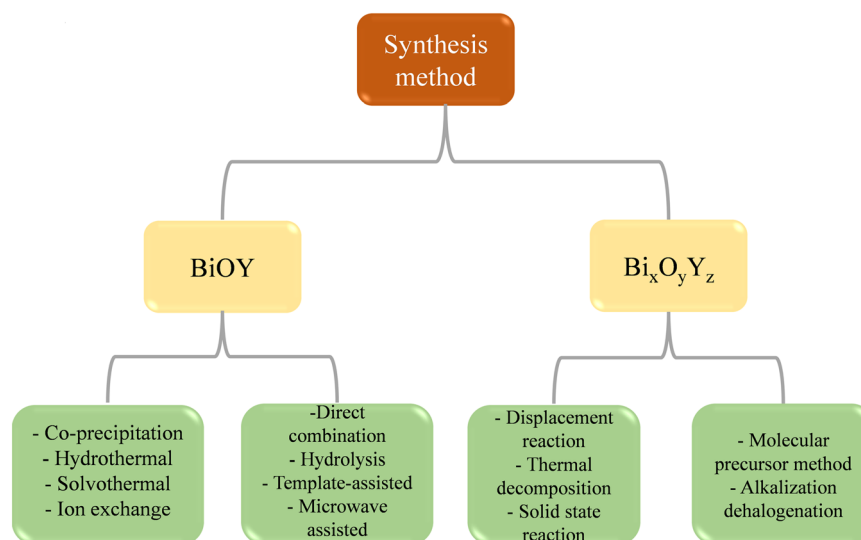 Synthesis
method
BiOY
BiₓOᵧY_z
- Co-precipitation
- Hydrothermal
- Solvothermal
- Ion exchange
-Direct
combination
- Hydrolysis
- Template-assisted
- Microwave
assisted
- Displacement
reaction
- Thermal
decomposition
- Solid state
reaction
- Molecular
precursor method
- Alkalization
dehalogenation